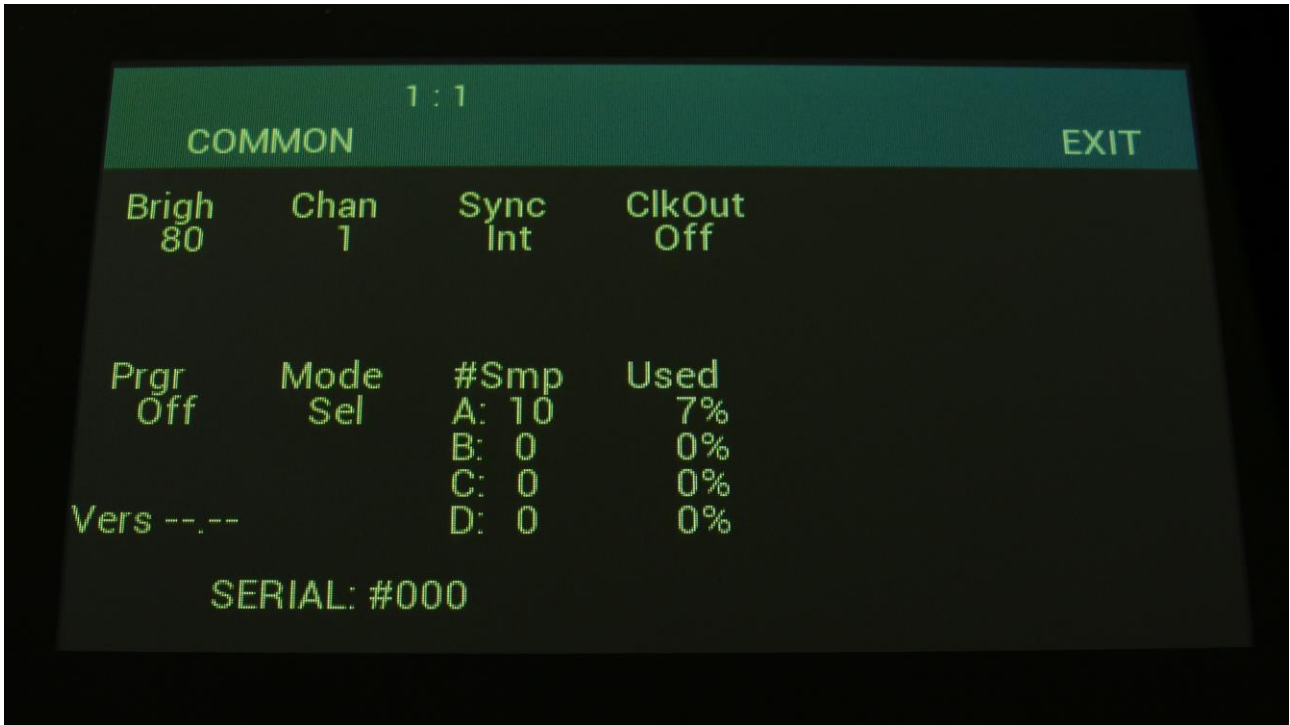 1 : 1
COMMON EXIT
Brigh Chan Sync ClkOut
80 1 Int Off
Prgr Mode #Smp Used
Off Sel A: 10 7%
B: 0 0%
C: 0 0%
Vers --.-- D: 0 0%
SERIAL: #000